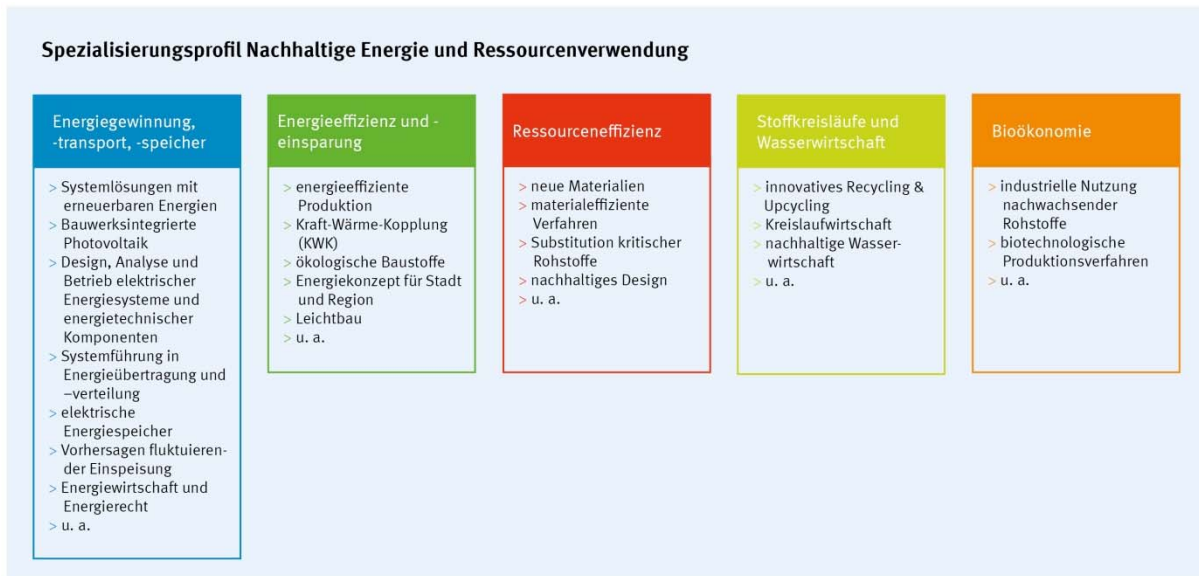 Spezialisierungsprofil Nachhaltige Energie und Ressourcenverwendung
Energiegewinnung,
-transport, -speicher
> Systemlösungen mit
erneuerbaren Energien
> Bauwerksintegrierte
Photovoltaik
> Design, Analyse und
Betrieb elektrischer
Energiesysteme und
energietechnischer
Komponenten
> Systemführung in
Energieübertragung und
–verteilung
> elektrische
Energiespeicher
> Vorhersagen fluktuieren-
der Einspeisung
> Energiewirtschaft und
Energierecht
> u. a.
Energieeffizienz und -
einsparung
> energieeffiziente
Produktion
> Kraft-Wärme-Kopplung
(KWK)
> ökologische Baustoffe
> Energiekonzept für Stadt
und Region
> Leichtbau
> u. a.
Ressourceneffizienz
> neue Materialien
> materialeffiziente
Verfahren
> Substitution kritischer
Rohstoffe
> nachhaltiges Design
> u. a.
Stoffkreisläufe und
Wasserwirtschaft
> innovatives Recycling &
Upcycling
> Kreislaufwirtschaft
> nachhaltige Wasser-
wirtschaft
> u. a.
Bioökonomie
> industrielle Nutzung
nachwachsender
Rohstoffe
> biotechnologische
Produktionsverfahren
> u. a.